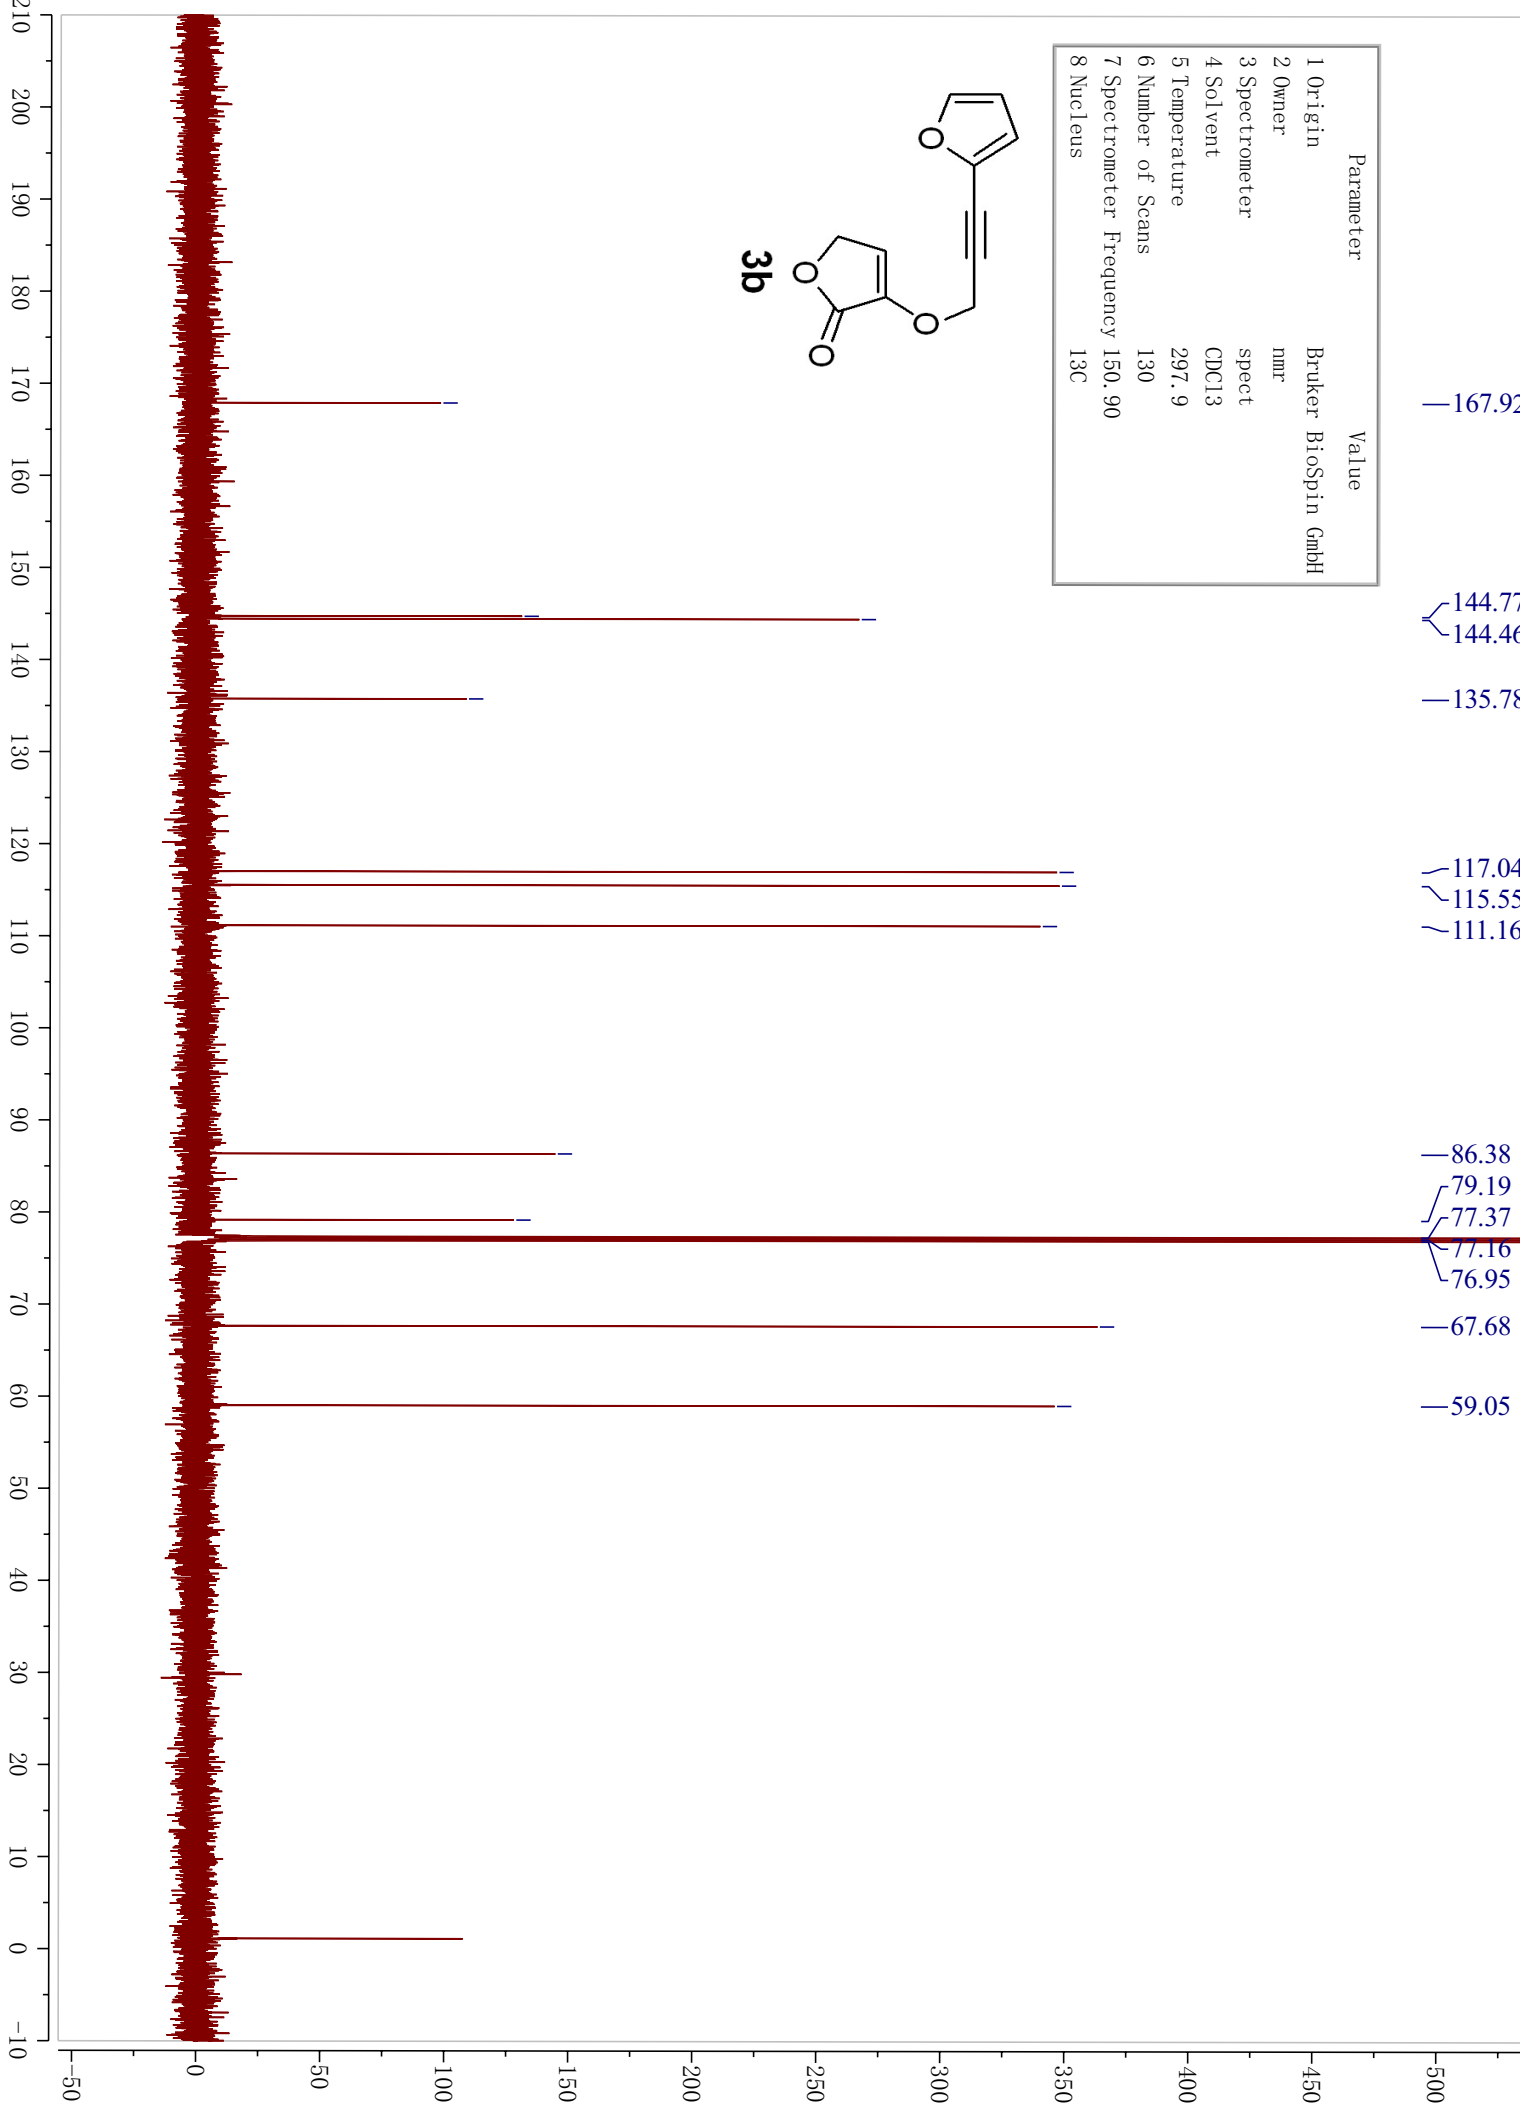 Parameter Value
1 Origin Bruker BioSpin GmbH
2 Owner nmr
3 Spectrometer spect
4 Solvent CDCl3
5 Temperature 297.9
6 Number of Scans 130
7 Spectrometer Frequency 150.90
8 Nucleus 13C
167.92
144.77
144.46
135.78
117.04
115.55
111.16
86.38
79.19
77.37
77.16
76.95
67.68
59.05
O
O
O
O
3b
210 200 190 180 170 160 150 140 130 120 110 100 90 80 70 60 50 40 30 20 10 0 -10
-50
0
50
100
150
200
250
300
350
400
450
500